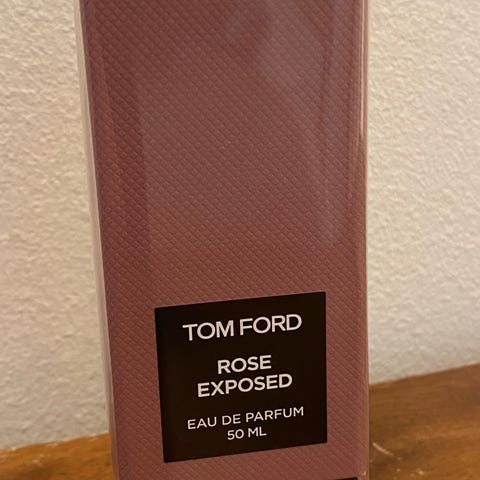 TOM FORD
ROSE
EXPOSED
EAU DE PARFUM
50 ML